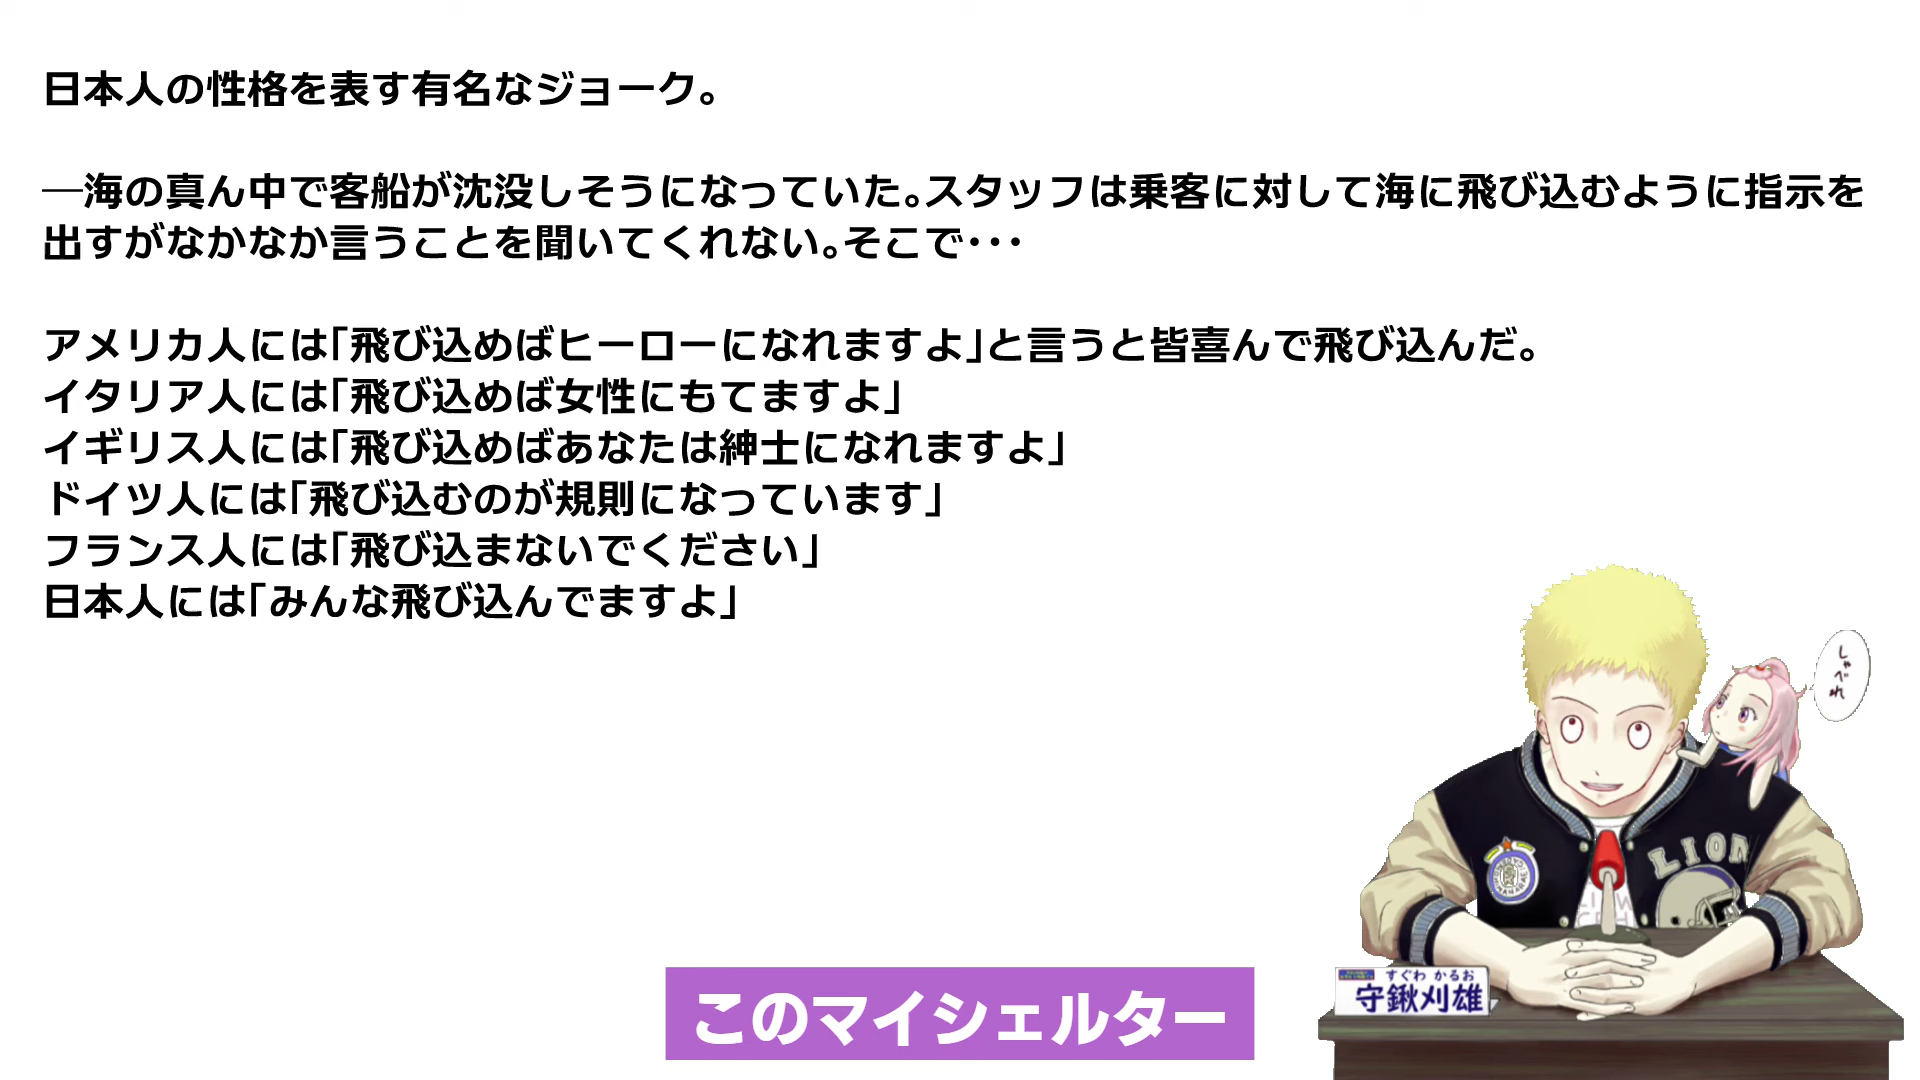 日本人の性格を表す有名なジョーク。
―海の真ん中で客船が沈没しそうになっていた。スタッフは乗客に対して海に飛び込むように指示を
出すがなかなか言うことを聞いてくれない。そこで・・・
アメリカ人には「飛び込めばヒーローになれますよ」と言うと皆喜んで飛び込んだ。
イタリア人には「飛び込めば女性にもてますよ」
イギリス人には「飛び込めばあなたは紳士になれますよ」
ドイツ人には「飛び込むのが規則になっています」
フランス人には「飛び込まないでください」
日本人には「みんな飛び込んでますよ」
しゃべれ
LION
すぐわ かるお
守鍬刈雄
このマイシェルター